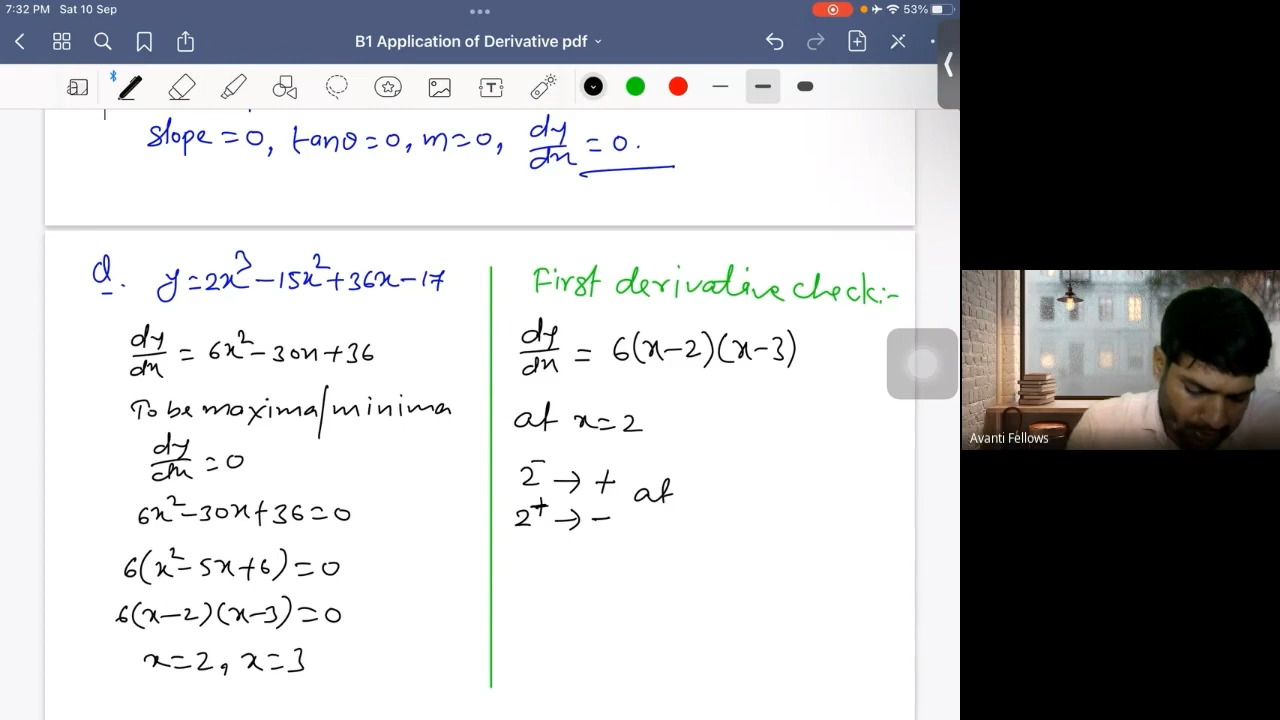 7:32 PM Sat 10 Sep
53%
B1 Application of Derivative pdf
slope = 0, tanθ = 0, m = 0, dy/dx = 0.
Q. y = 2x³ – 15x² + 36x – 17
dy/dx = 6x² – 30x + 36
To be maxima/minima
dy/dx = 0
6x² – 30x + 36 = 0
6(x² – 5x + 6) = 0
6(x – 2)(x – 3) = 0
x = 2, x = 3
First derivative check:-
dy/dx = 6(x – 2)(x – 3)
at x = 2
2⁻ → + at
2⁺ → –
Avanti Fellows